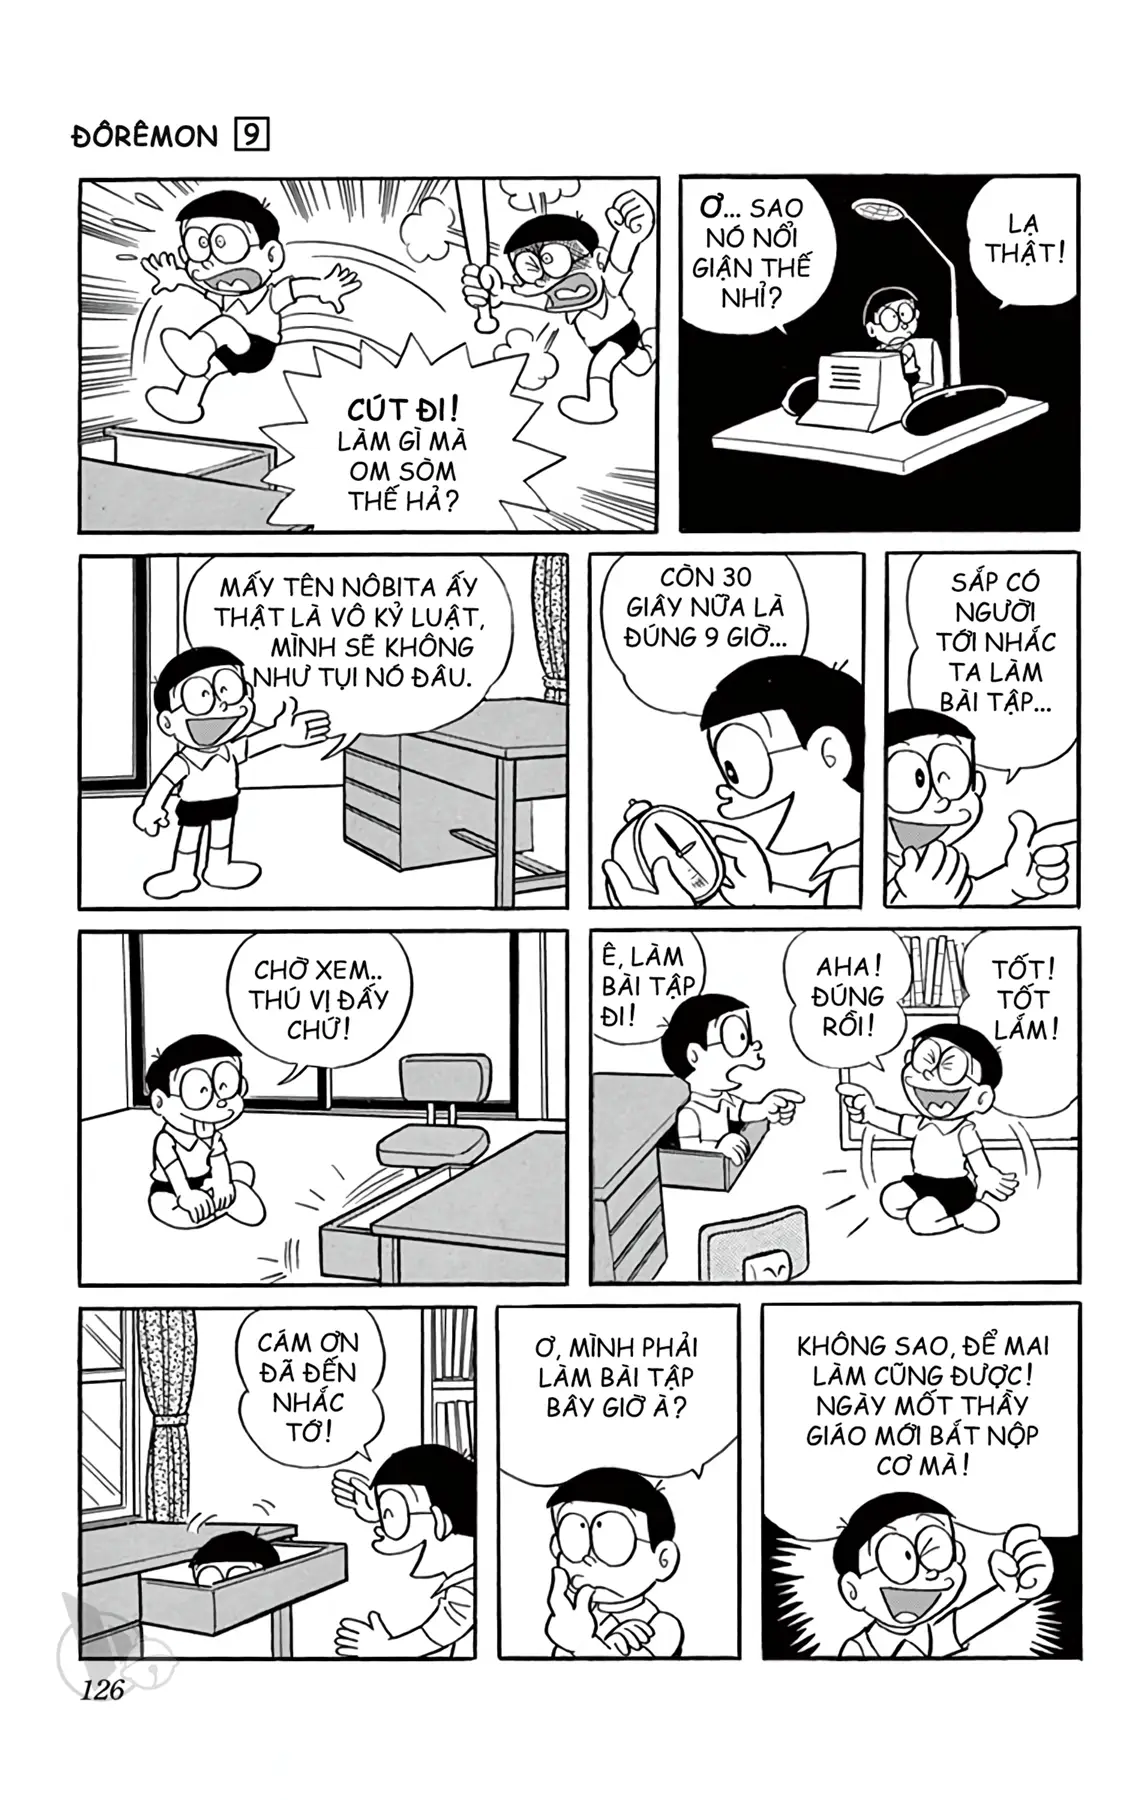 ĐÔRÊMON 9
CÚT ĐI!
LÀM GÌ MÀ
OM SÒM
THẾ HẢ?
Ơ... SAO
NÓ NỔI
GIẬN THẾ
NHỈ?
LẠ
THẬT!
MẤY TÊN NÔBITA ẤY
THẬT LÀ VÔ KỶ LUẬT,
MÌNH SẼ KHÔNG
NHƯ TỤI NÓ ĐÂU.
CÒN 30
GIÂY NỮA LÀ
ĐÚNG 9 GIỜ...
SẮP CÓ
NGƯỜI
TỚI NHẮC
TA LÀM
BÀI TẬP...
CHỜ XEM..
THÚ VỊ ĐẤY
CHỨ!
Ê, LÀM
BÀI TẬP
ĐI!
AHA!
ĐÚNG
RỒI!
TỐT!
TỐT
LẮM!
CÁM ƠN
ĐÃ ĐẾN
NHẮC
TỚ!
Ơ, MÌNH PHẢI
LÀM BÀI TẬP
BÂY GIỜ À?
KHÔNG SAO, ĐỂ MAI
LÀM CŨNG ĐƯỢC!
NGÀY MỐT THẦY
GIÁO MỚI BẮT NỘP
CƠ MÀ!
126